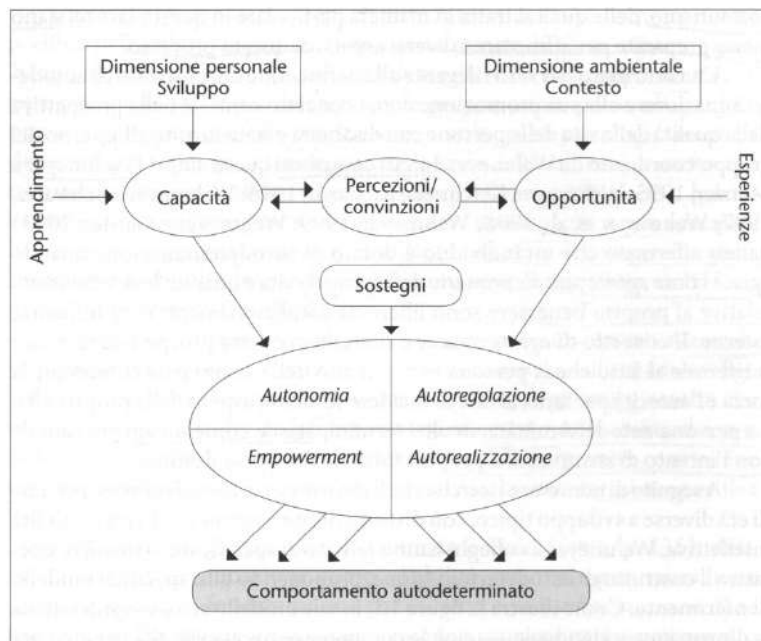 Dimensione personale
Sviluppo
Dimensione ambientale
Contesto
Apprendimento
Capacità
Percezioni/
convinzioni
Opportunità
Esperienze
Sostegni
Autonomia
Autoregolazione
Empowerment
Autorealizzazione
Comportamento autodeterminato